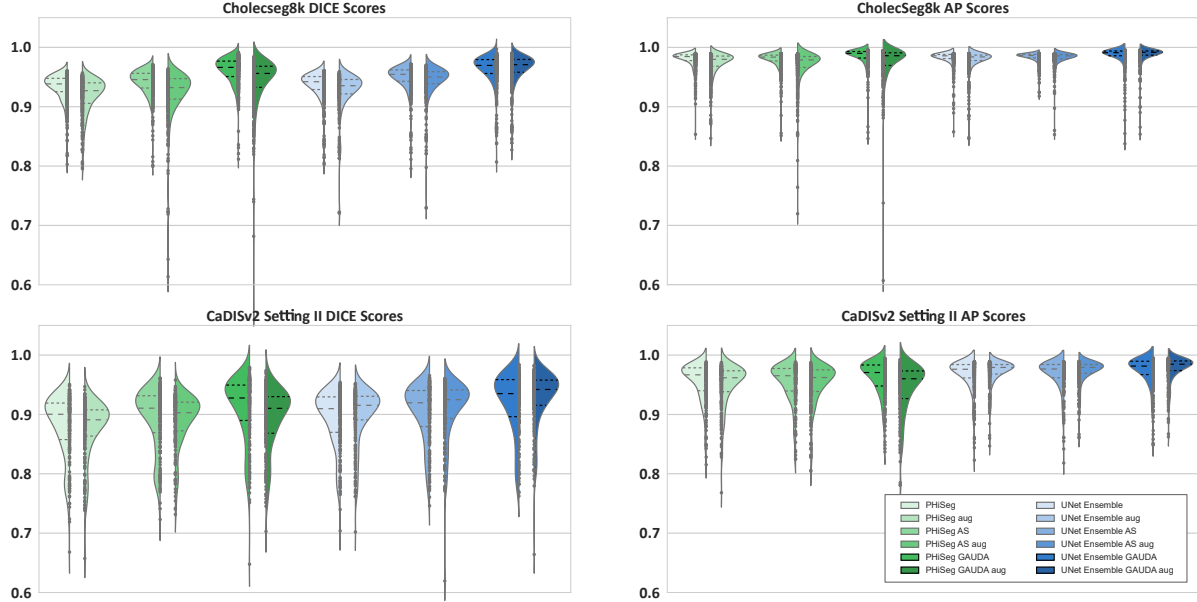 Cholecseg8k DICE Scores
1.0
0.9
0.8
0.7
0.6
CholecSeg8k AP Scores
1.0
0.9
0.8
0.7
0.6
CaDISv2 Setting II DICE Scores
1.0
0.9
0.8
0.7
0.6
CaDISv2 Setting II AP Scores
1.0
0.9
0.8
0.7
0.6
PHiSeg
PHiSeg aug
PHiSeg AS
PHiSeg AS aug
PHiSeg GAUDA
PHiSeg GAUDA aug
UNet Ensemble
UNet Ensemble aug
UNet Ensemble AS
UNet Ensemble AS aug
UNet Ensemble GAUDA
UNet Ensemble GAUDA aug